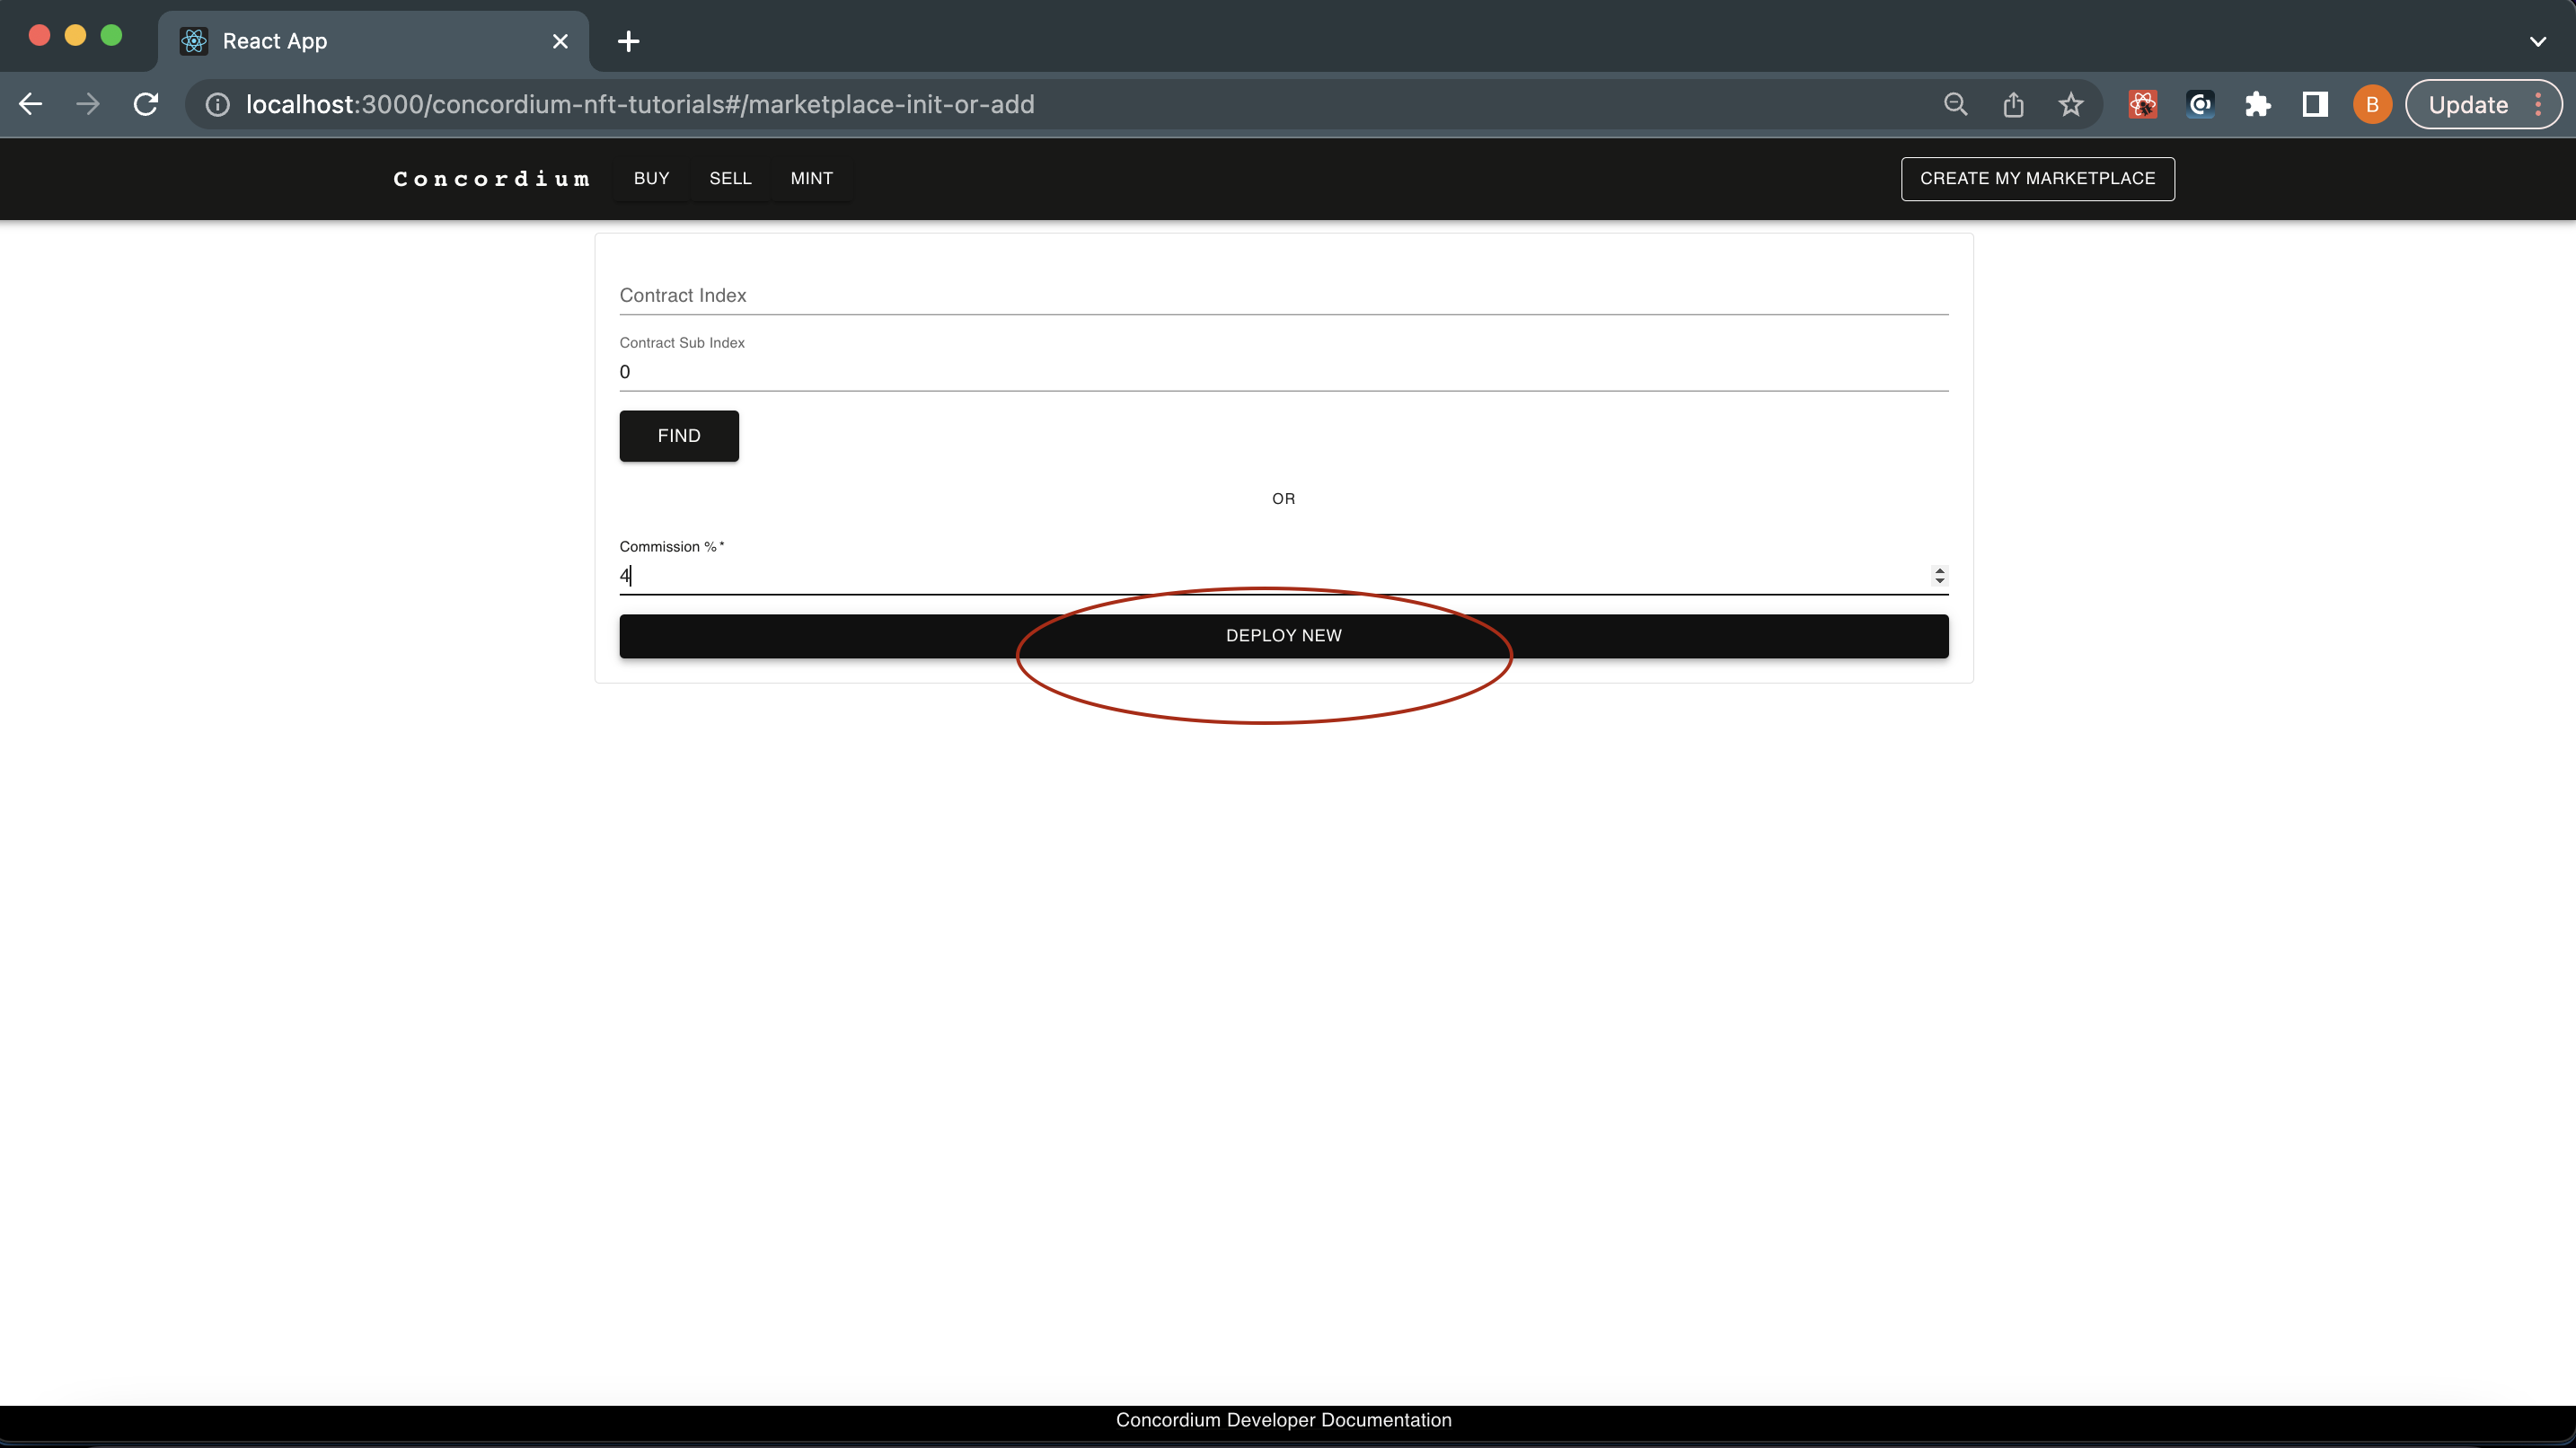 React App
localhost:3000/concordium-nft-tutorials#/marketplace-init-or-add
B
Update
Concordium BUY SELL MINT CREATE MY MARKETPLACE
Contract Index
Contract Sub Index
0
FIND
OR
Commission % *
4
DEPLOY NEW
Concordium Developer Documentation